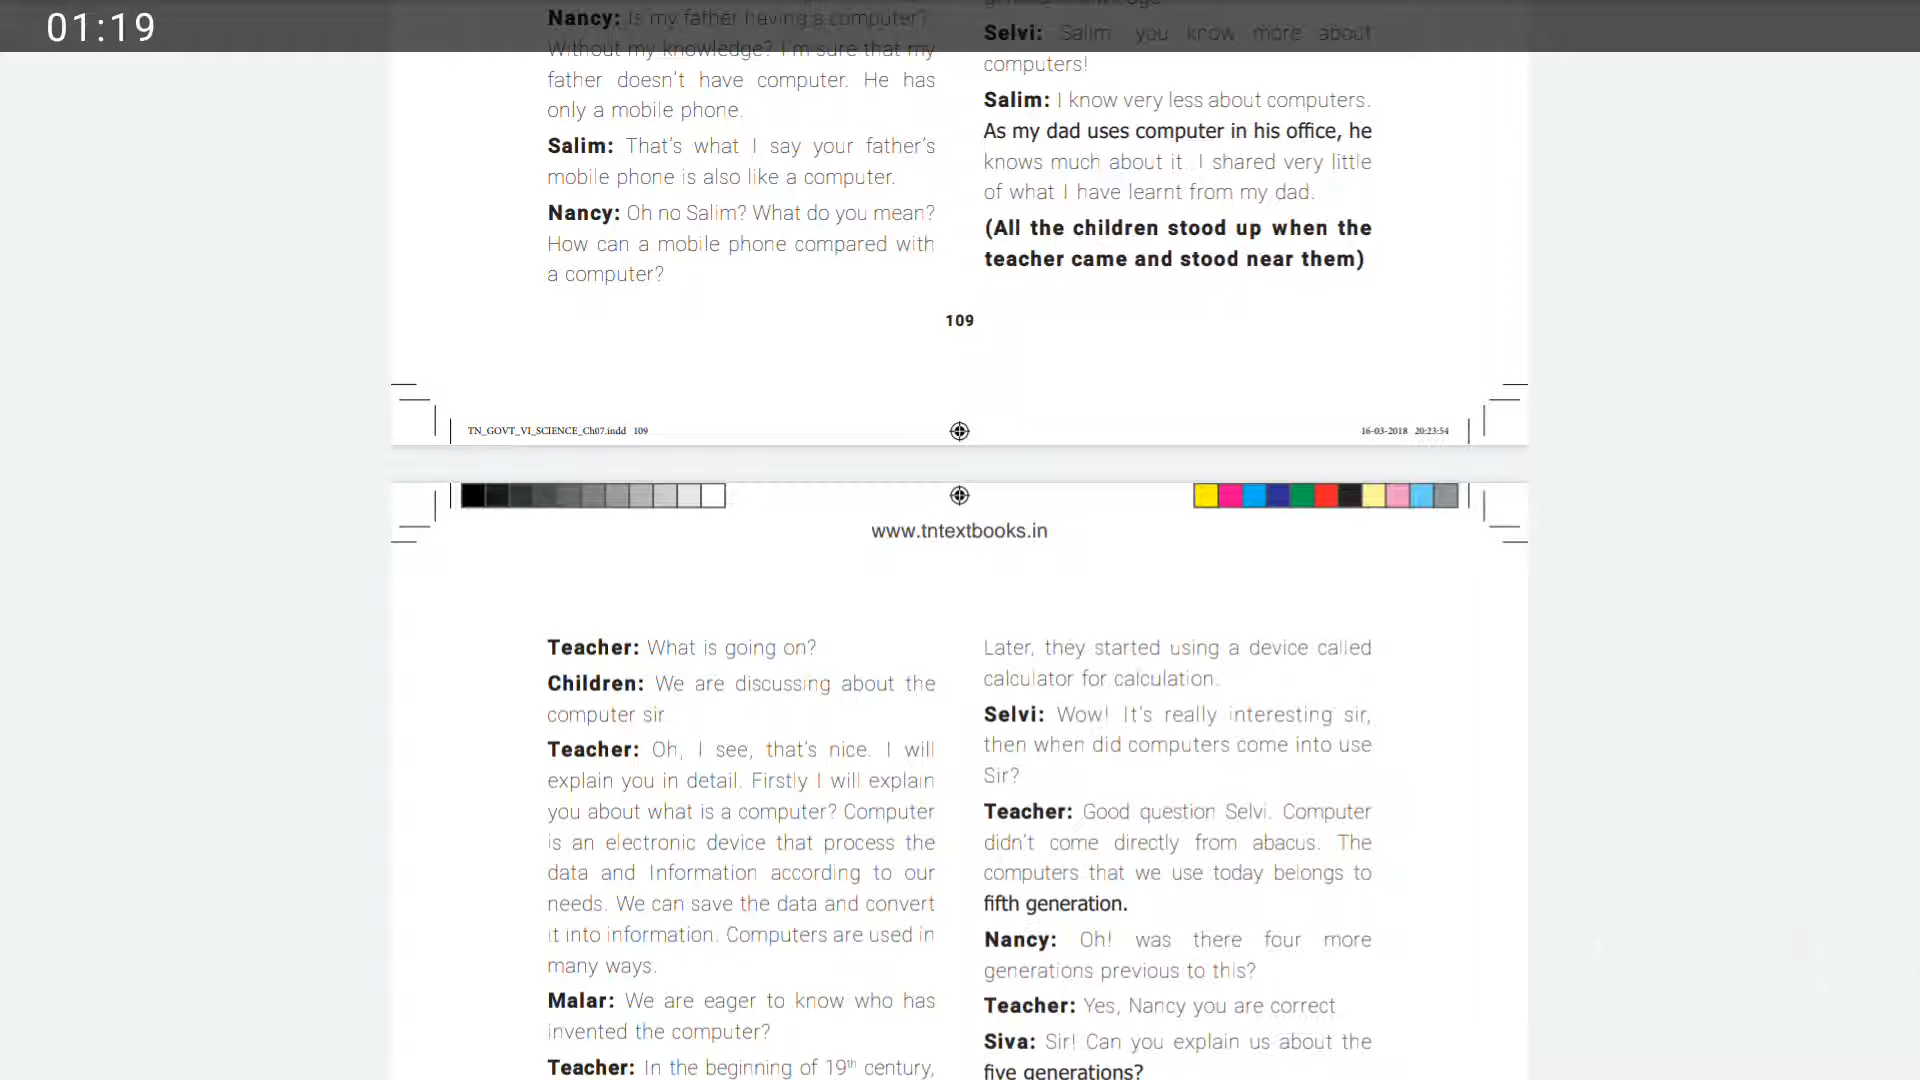 01:19
Nancy: Is my father having a computer?
Without my knowledge? I'm sure that my
father doesn't have computer. He has
only a mobile phone.
Salim: That's what I say your father's
mobile phone is also like a computer.
Nancy: Oh no Salim? What do you mean?
How can a mobile phone compared with
a computer?
Selvi: Salim you know more about
computers!
Salim: I know very less about computers.
As my dad uses computer in his office, he
knows much about it. I shared very little
of what I have learnt from my dad.
(All the children stood up when the
teacher came and stood near them)
109
TN_GOVT_VI_SCIENCE_Ch07.indd 109
16-03-2018 20:23:54
www.tntextbooks.in
Teacher: What is going on?
Children: We are discussing about the
computer sir.
Teacher: Oh, I see, that's nice. I will
explain you in detail. Firstly I will explain
you about what is a computer? Computer
is an electronic device that process the
data and Information according to our
needs. We can save the data and convert
it into information. Computers are used in
many ways.
Malar: We are eager to know who has
invented the computer?
Teacher: In the beginning of 19th century,
Later, they started using a device called
calculator for calculation.
Selvi: Wow! It's really interesting sir,
then when did computers come into use
Sir?
Teacher: Good question Selvi. Computer
didn't come directly from abacus. The
computers that we use today belongs to
fifth generation.
Nancy: Oh! was there four more
generations previous to this?
Teacher: Yes, Nancy you are correct
Siva: Sir! Can you explain us about the
five generations?